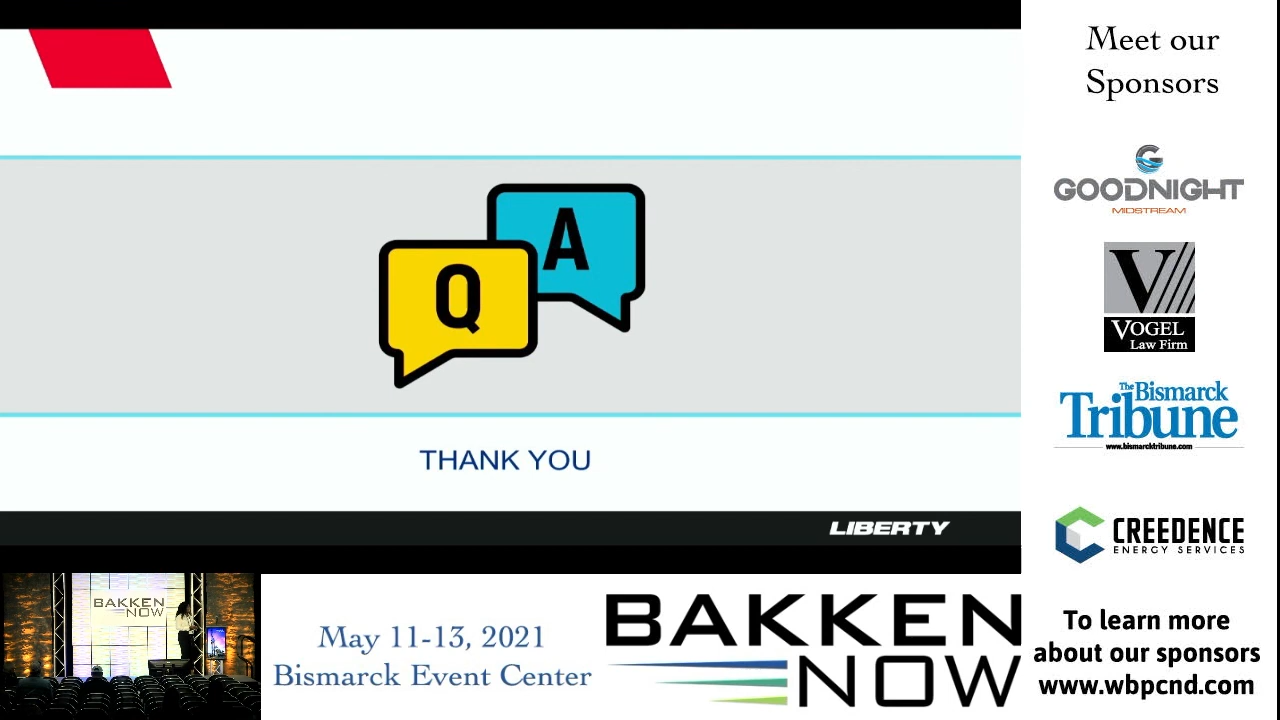 Q
A
THANK YOU
LIBERTY
BAKKEN
NOW
May 11-13, 2021
Bismarck Event Center
BAKKEN
NOW
Meet our
Sponsors
G
GOODNIGHT
MIDSTREAM
V
VOGEL
Law Firm
The Bismarck
Tribune
www.bismarcktribune.com
CREEDENCE
ENERGY SERVICES
To learn more
about our sponsors
www.wbpcnd.com